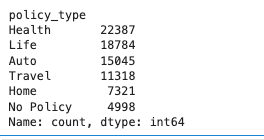 policy_type
Health 22387
Life 18784
Auto 15045
Travel 11318
Home 7321
No Policy 4998
Name: count, dtype: int64